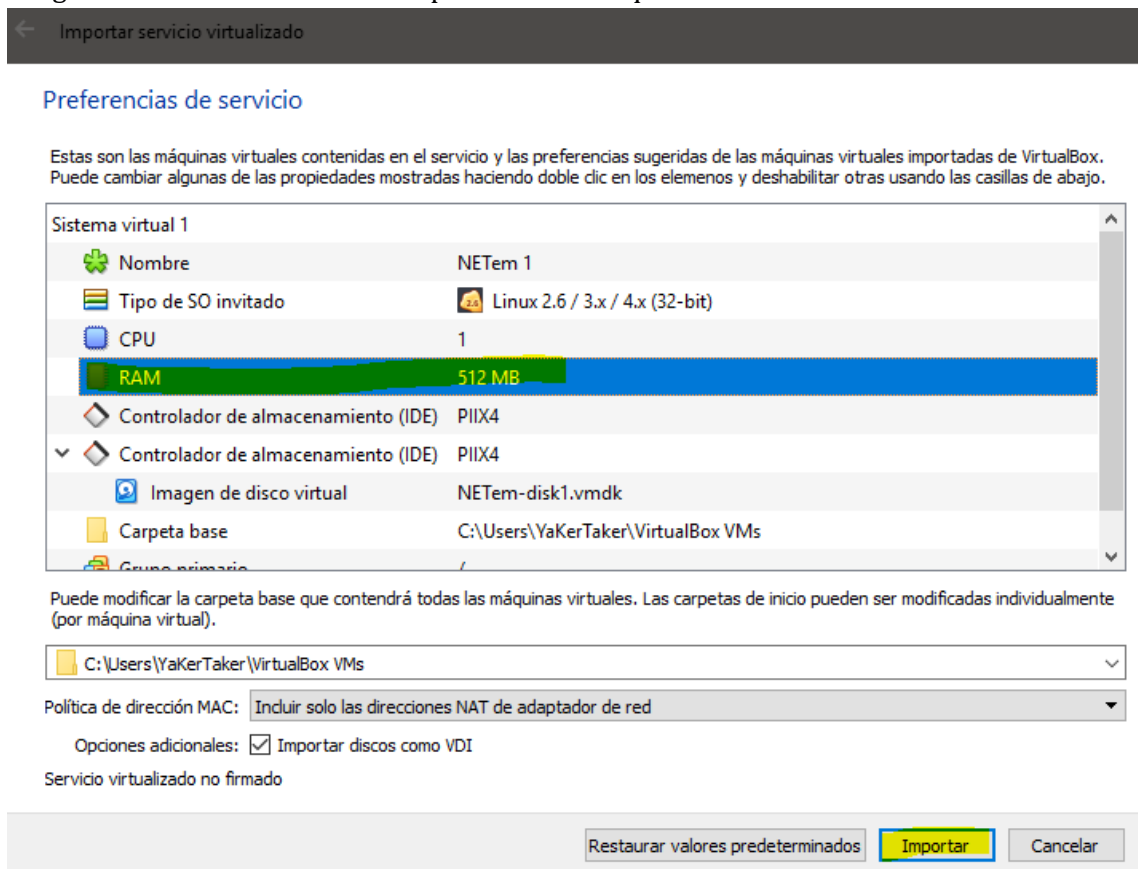 Importar servicio virtualizado
Preferencias de servicio
Estas son las máquinas virtuales contenidas en el servicio y las preferencias sugeridas de las máquinas virtuales importadas de VirtualBox.
Puede cambiar algunas de las propiedades mostradas haciendo doble clic en los elemenos y deshabilitar otras usando las casillas de abajo.
Sistema virtual 1
Nombre NETem 1
Tipo de SO invitado 2.6 Linux 2.6 / 3.x / 4.x (32-bit)
CPU 1
RAM 512 MB
Controlador de almacenamiento (IDE) PIIX4
Controlador de almacenamiento (IDE) PIIX4
Imagen de disco virtual NETem-disk1.vmdk
Carpeta base C:\Users\YaKerTaker\VirtualBox VMs
Grupo primario /
Puede modificar la carpeta base que contendrá todas las máquinas virtuales. Las carpetas de inicio pueden ser modificadas individualmente
(por máquina virtual).
C:\Users\YaKerTaker\VirtualBox VMs
Política de dirección MAC: Incluir solo las direcciones NAT de adaptador de red
Opciones adicionales: Importar discos como VDI
Servicio virtualizado no firmado
Restaurar valores predeterminados Importar Cancelar